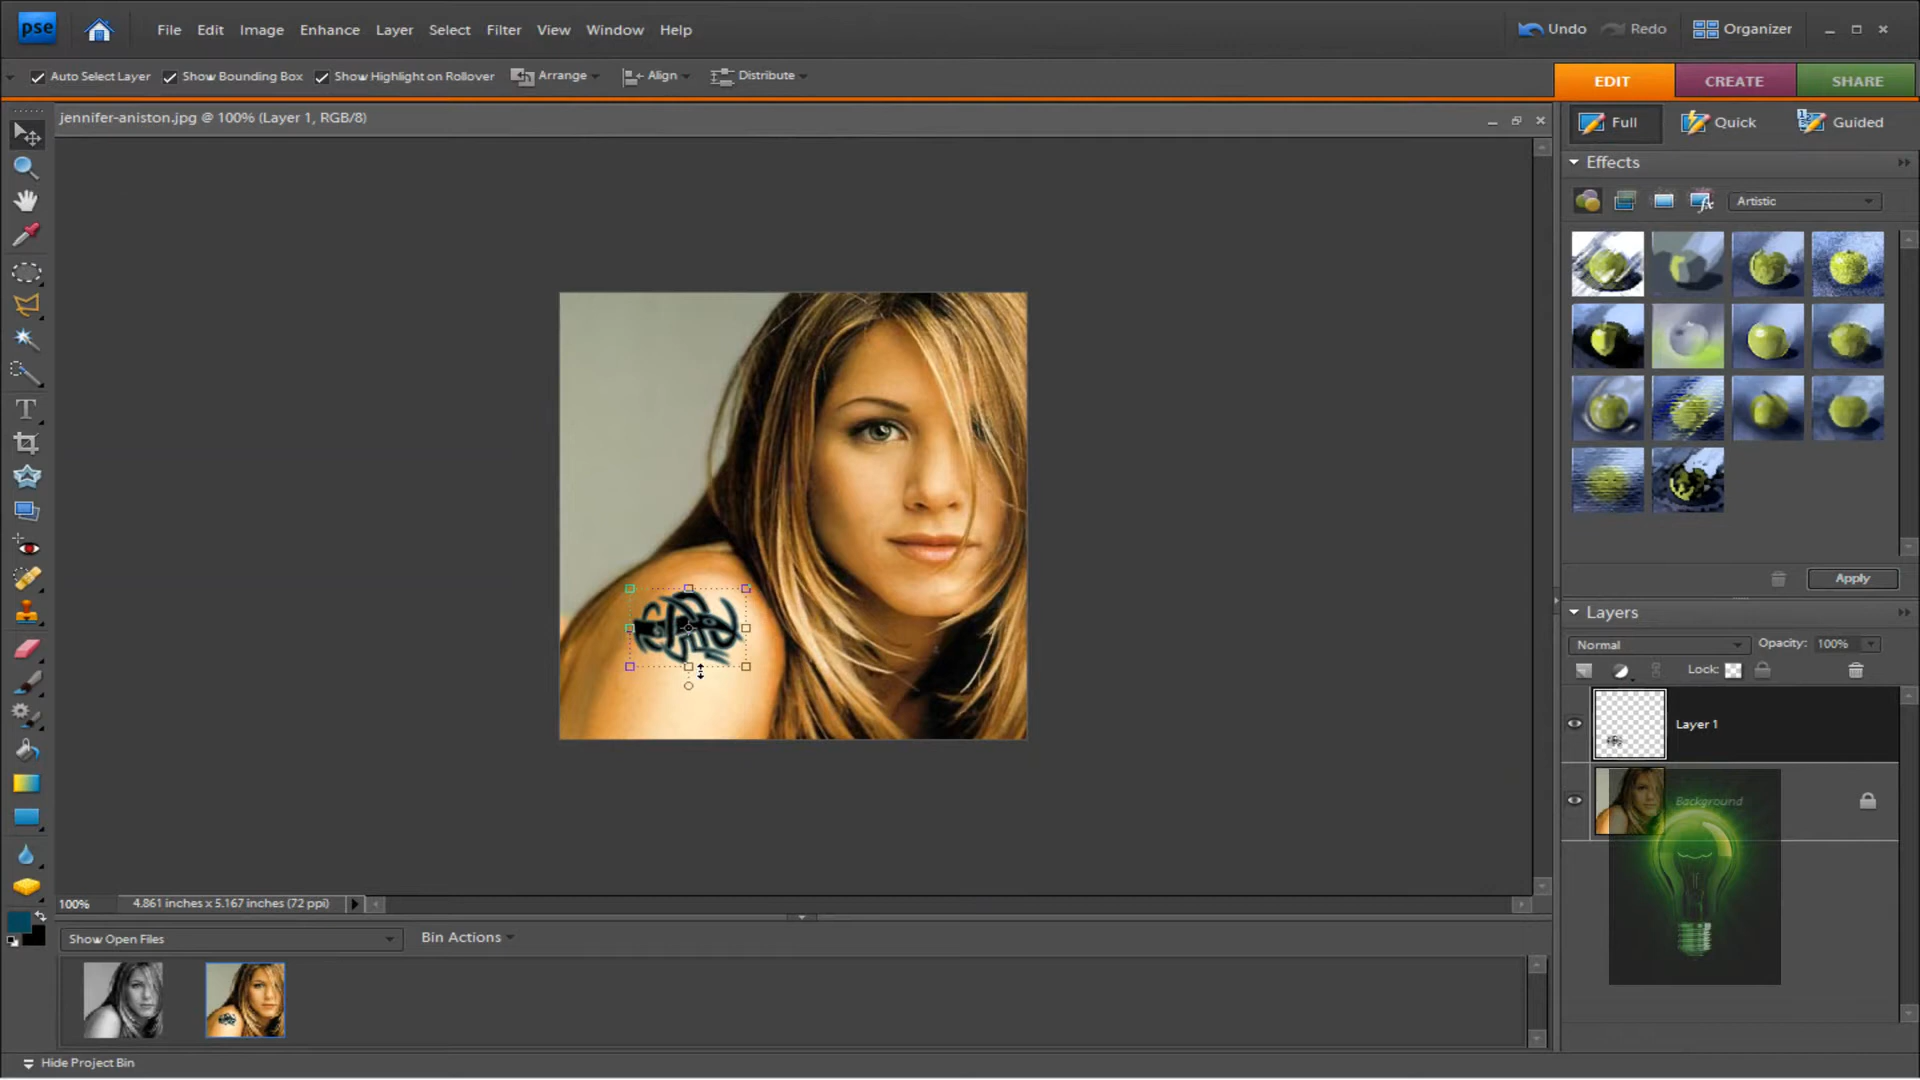 pse File Edit Image Enhance Layer Select Filter View Window Help Undo Redo Organizer
Auto Select Layer Show Bounding Box Show Highlight on Rollover Arrange Align Distribute EDIT CREATE SHARE
jennifer-aniston.jpg @ 100% (Layer 1, RGB/8)
Full Quick Guided
Effects
Artistic
Apply
Layers
Normal Opacity: 100%
Lock:
Layer 1
Background
100% 4.861 inches x 5.167 inches (72 ppi)
Show Open Files Bin Actions
Hide Project Bin